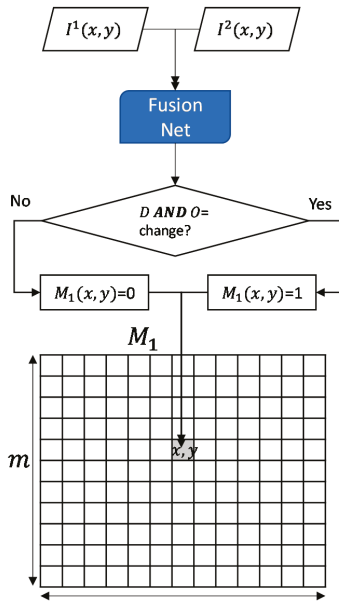 I¹(x,y) I²(x,y)
Fusion
Net
No
Yes
D AND O=
change?
M₁(x,y)=0 M₁(x,y)=1
M₁
x,y
m